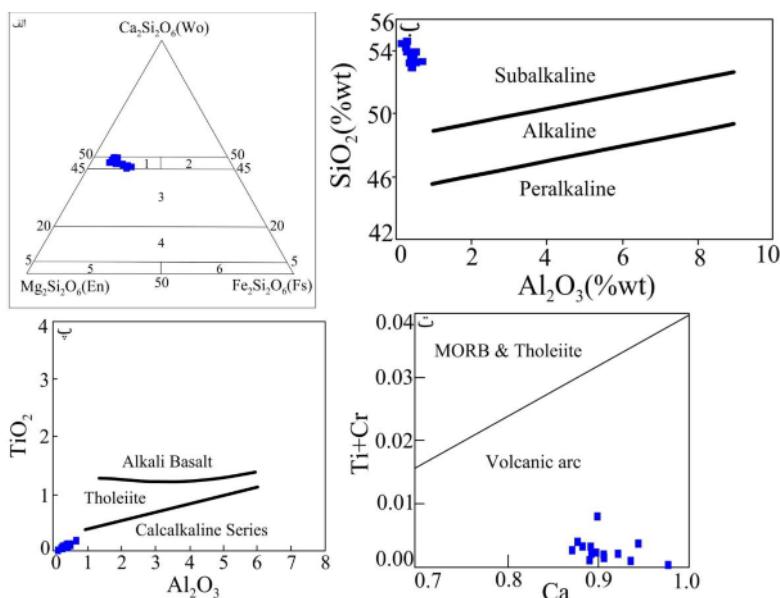 الف
Ca2Si2O6(Wo)
50 1 2 50
45 45
3
20 20
4
5 5 6 5
50
Mg2Si2O6(En) Fe2Si2O6(Fs)
ب
SiO2(%wt)
54
50
46
42
Subalkaline
Alkaline
Peralkaline
0 2 4 6 8 10
Al2O3(%wt)
پ
TiO2
4
3
2
1
0
Alkali Basalt
Tholeiite
Calcalkaline Series
1 2 3 4 5 6 7 8
Al2O3
ت
Ti+Cr
0.04
0.03
0.01
0.00
MORB & Tholeiite
Volcanic arc
0.7 0.8 0.9 1.0
Ca